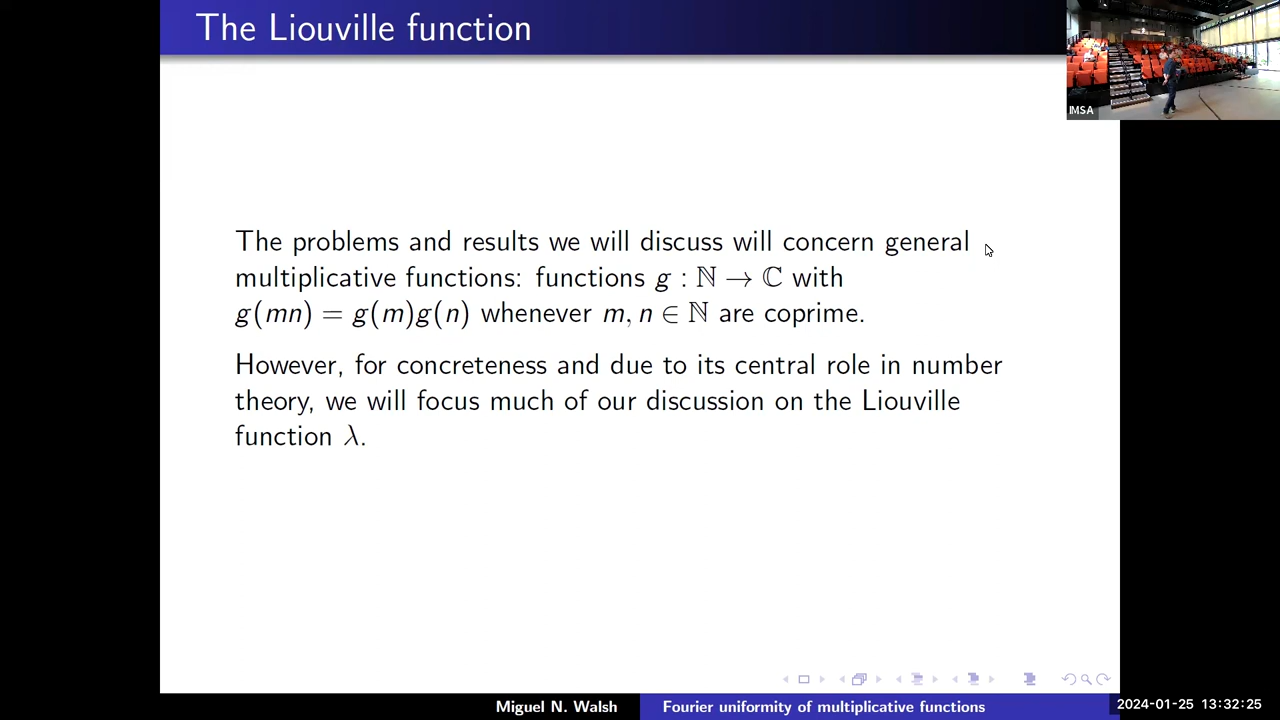 The Liouville function
IMSA
The problems and results we will discuss will concern general
multiplicative functions: functions g : ℕ → ℂ with
g(mn) = g(m)g(n) whenever m, n ∈ ℕ are coprime.
However, for concreteness and due to its central role in number
theory, we will focus much of our discussion on the Liouville
function λ.
Miguel N. Walsh
Fourier uniformity of multiplicative functions
2024-01-25 13:32:25